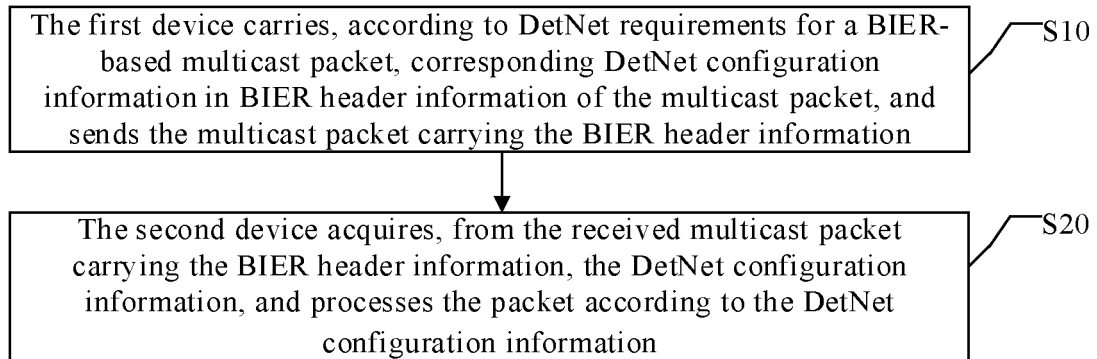 The first device carries, according to DetNet requirements for a BIER-
based multicast packet, corresponding DetNet configuration
information in BIER header information of the multicast packet, and
sends the multicast packet carrying the BIER header information
S10
The second device acquires, from the received multicast packet
carrying the BIER header information, the DetNet configuration
information, and processes the packet according to the DetNet
configuration information
S20